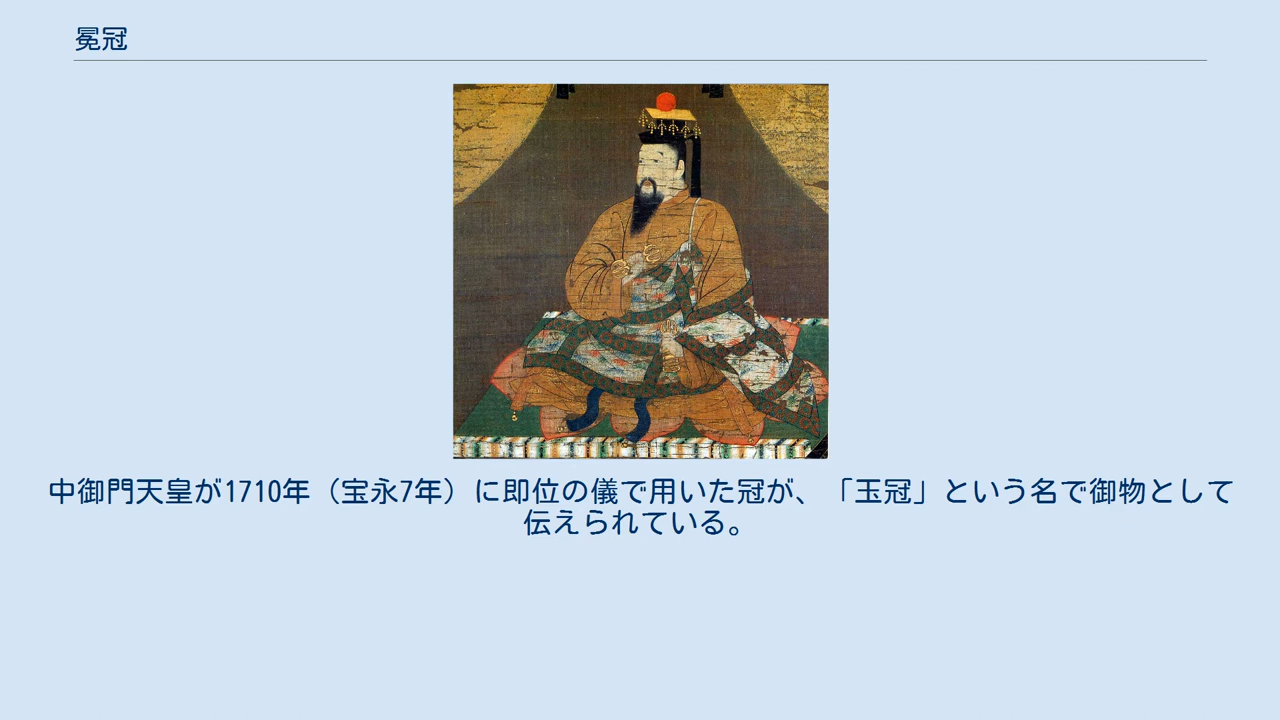 冕冠
中御門天皇が1710年（宝永7年）に即位の儀で用いた冠が、「玉冠」という名で御物として
伝えられている。